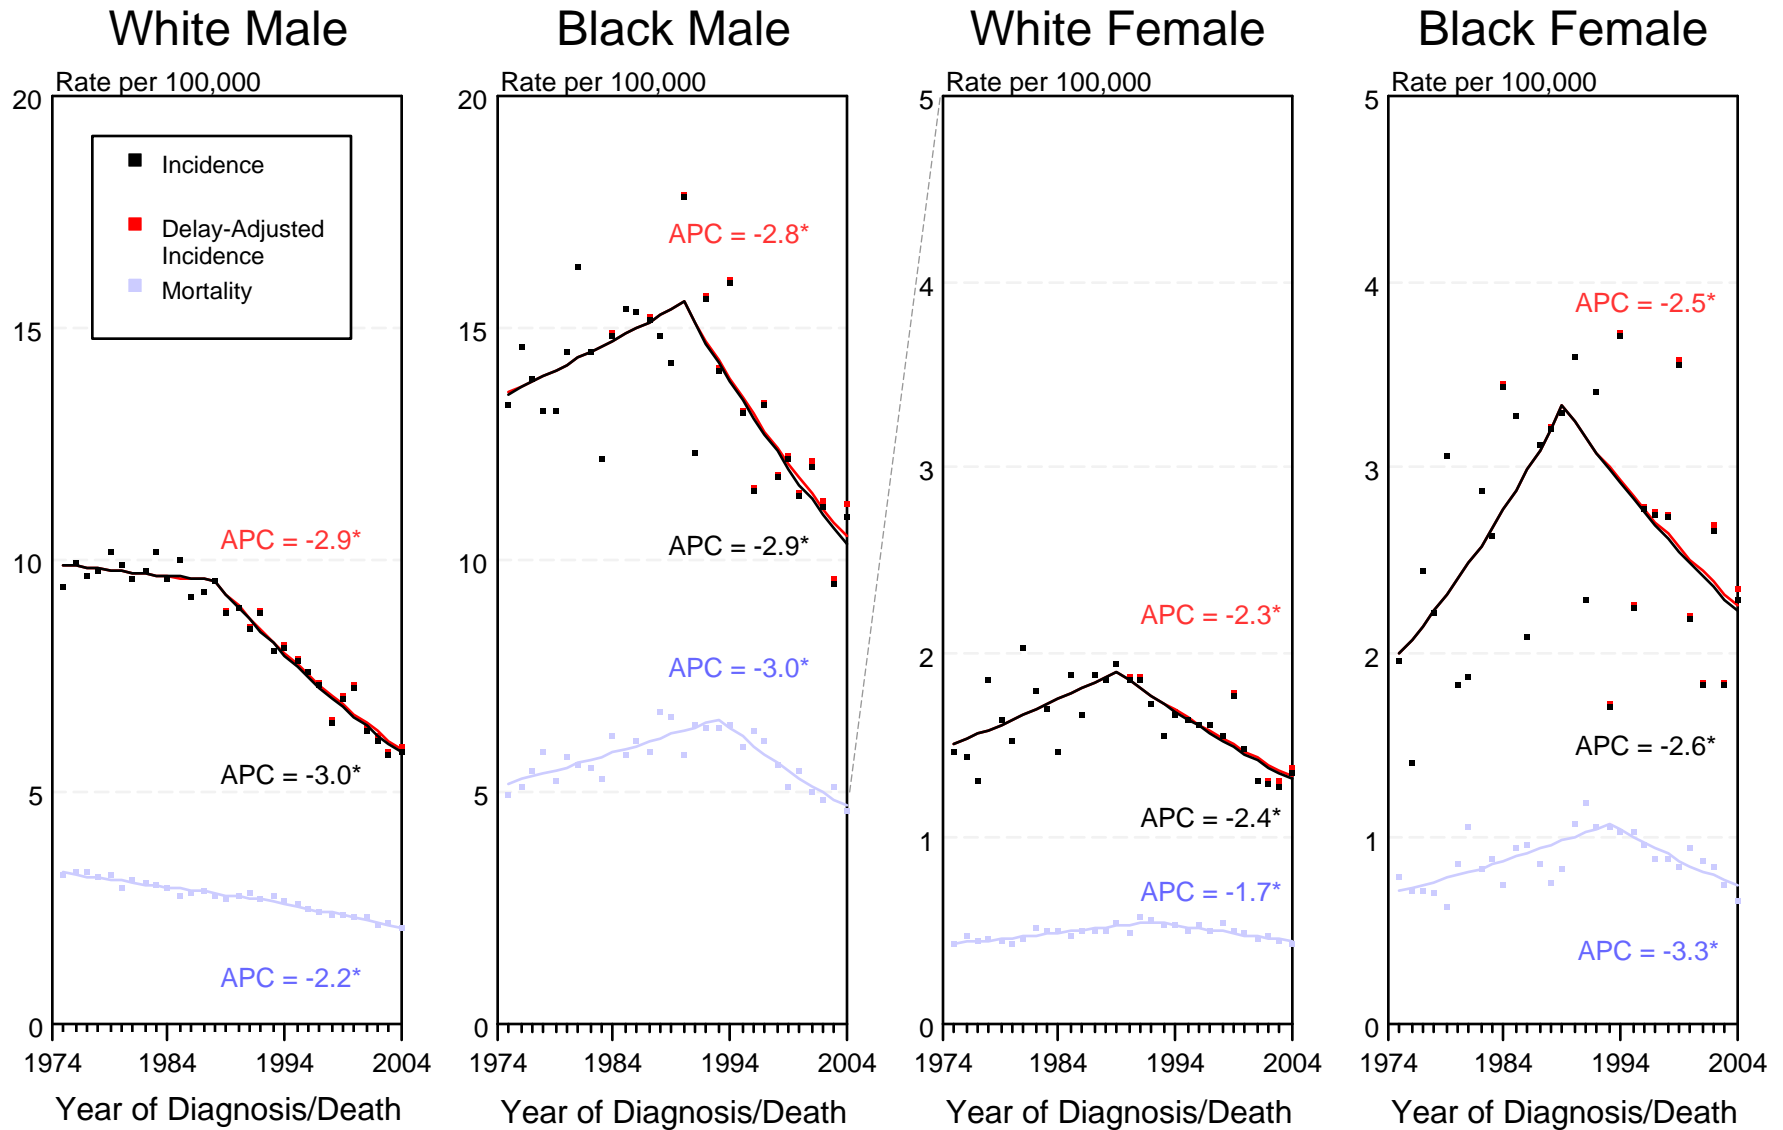 White Male
Black Male
White Female
Black Female
Rate per 100,000
Rate per 100,000
Rate per 100,000
Rate per 100,000
20
15
10
5
0
Incidence
Delay-Adjusted
Incidence
Mortality
APC = -2.9*
APC = -3.0*
APC = -2.2*
1974
1984
1994
2004
Year of Diagnosis/Death
20
15
10
5
0
APC = -2.8*
APC = -2.9*
APC = -3.0*
1974
1984
1994
2004
Year of Diagnosis/Death
5
4
3
2
1
0
APC = -2.3*
APC = -2.4*
APC = -1.7*
1974
1984
1994
2004
Year of Diagnosis/Death
5
4
3
2
1
0
APC = -2.5*
APC = -2.6*
APC = -3.3*
1974
1984
1994
2004
Year of Diagnosis/Death